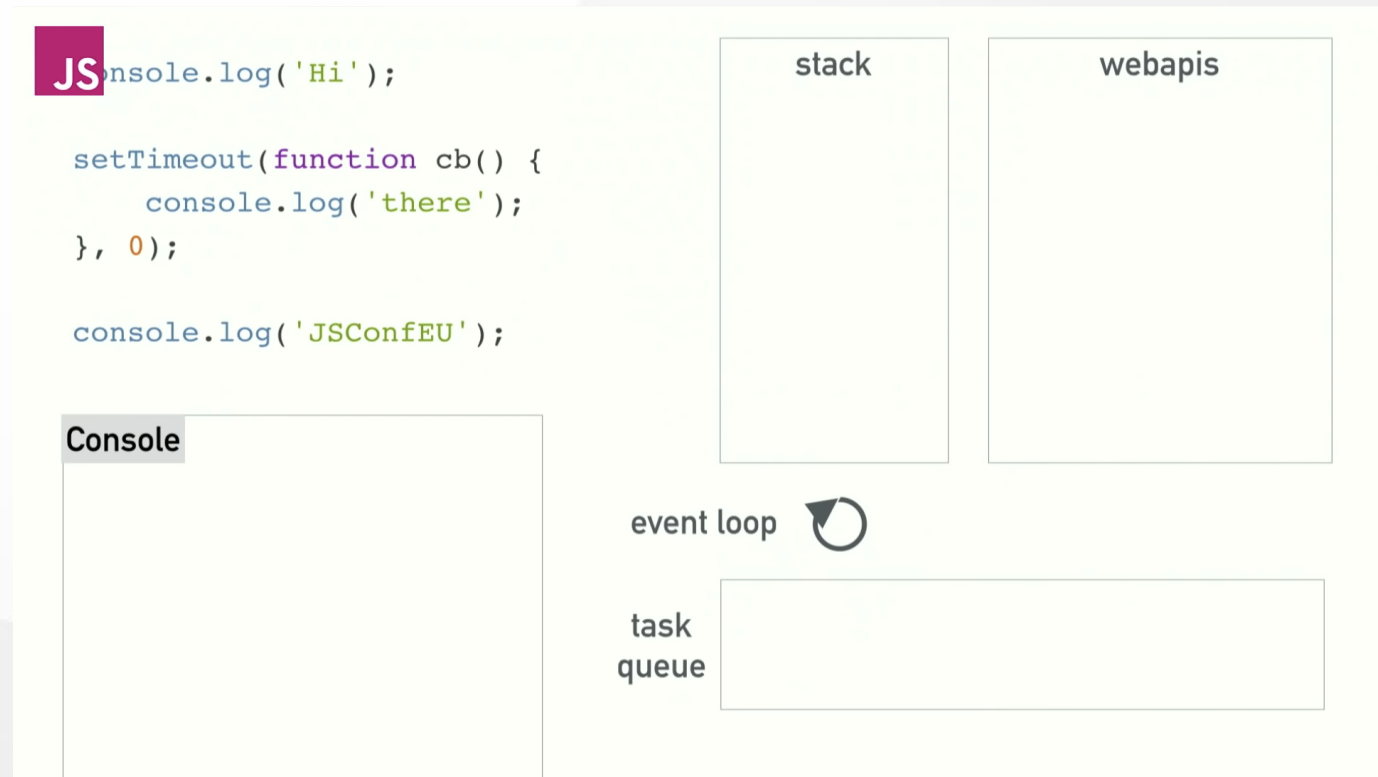 JS
onsole.log('Hi');
setTimeout(function cb() {
console.log('there');
}, 0);
console.log('JSConfEU');
Console
stack
webapis
event loop
task
queue